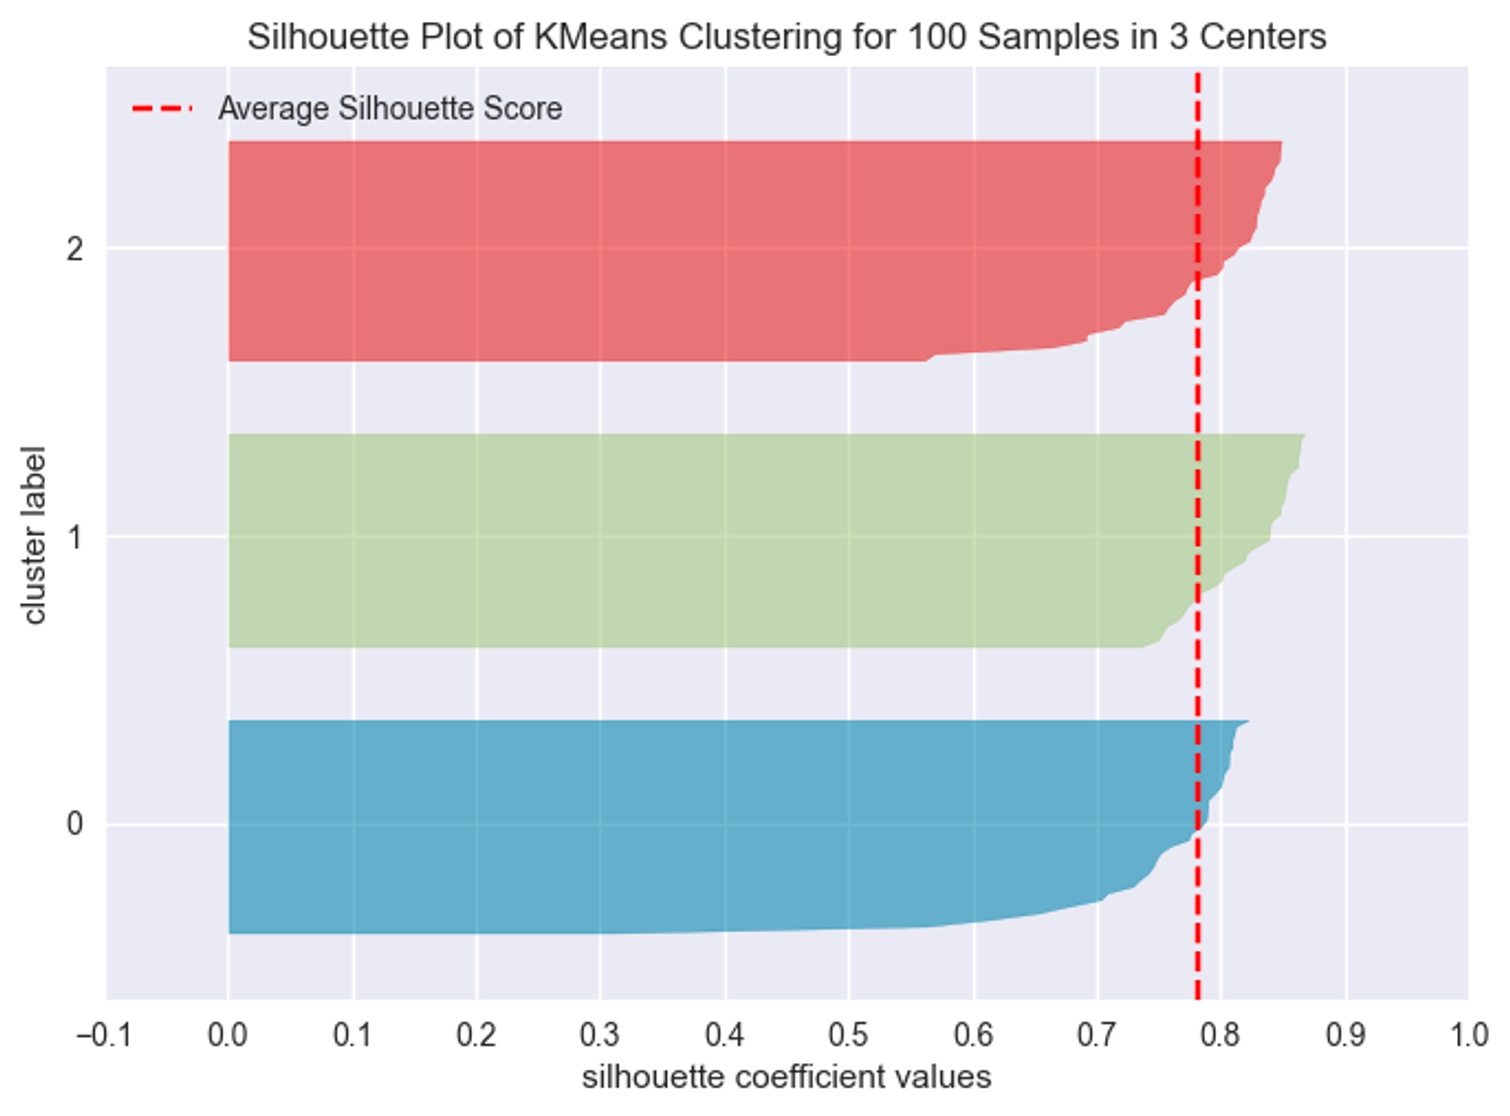 Silhouette Plot of KMeans Clustering for 100 Samples in 3 Centers
Average Silhouette Score
2
1
0
cluster label
−0.1 0.0 0.1 0.2 0.3 0.4 0.5 0.6 0.7 0.8 0.9 1.0
silhouette coefficient values